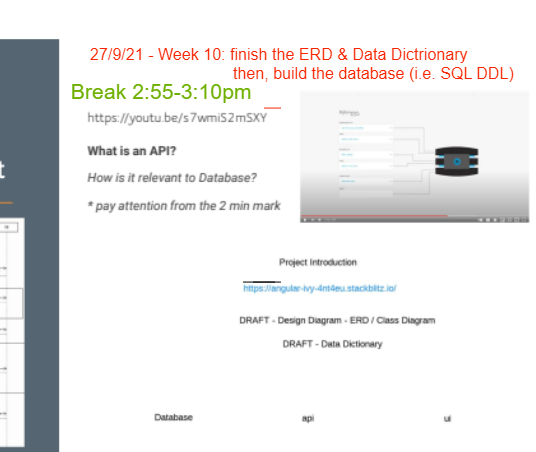 27/9/21 - Week 10: finish the ERD & Data Dictrionary
then, build the database (i.e. SQL DDL)
Break 2:55-3:10pm
https://youtu.be/s7wmiS2mSXY
What is an API?
How is it relevant to Database?
* pay attention from the 2 min mark
t
Project Introduction
https://angular-ivy-4nt4eu.stackblitz.io/
DRAFT - Design Diagram - ERD / Class Diagram
DRAFT - Data Dictionary
Database api ui